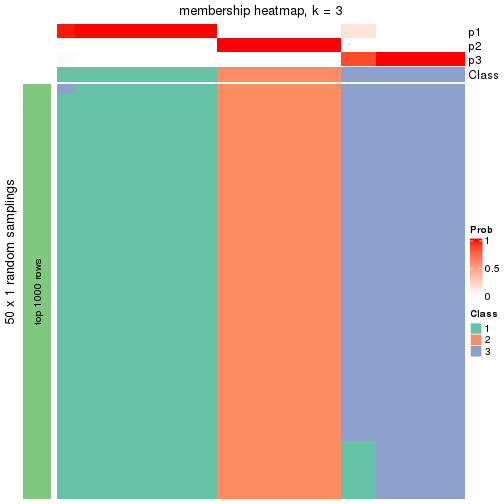 membership heatmap, k = 3
p1
p2
p3
Class
50 x 1 random samplings
top 1000 rows
Prob
1
0.5
0
Class
1
2
3